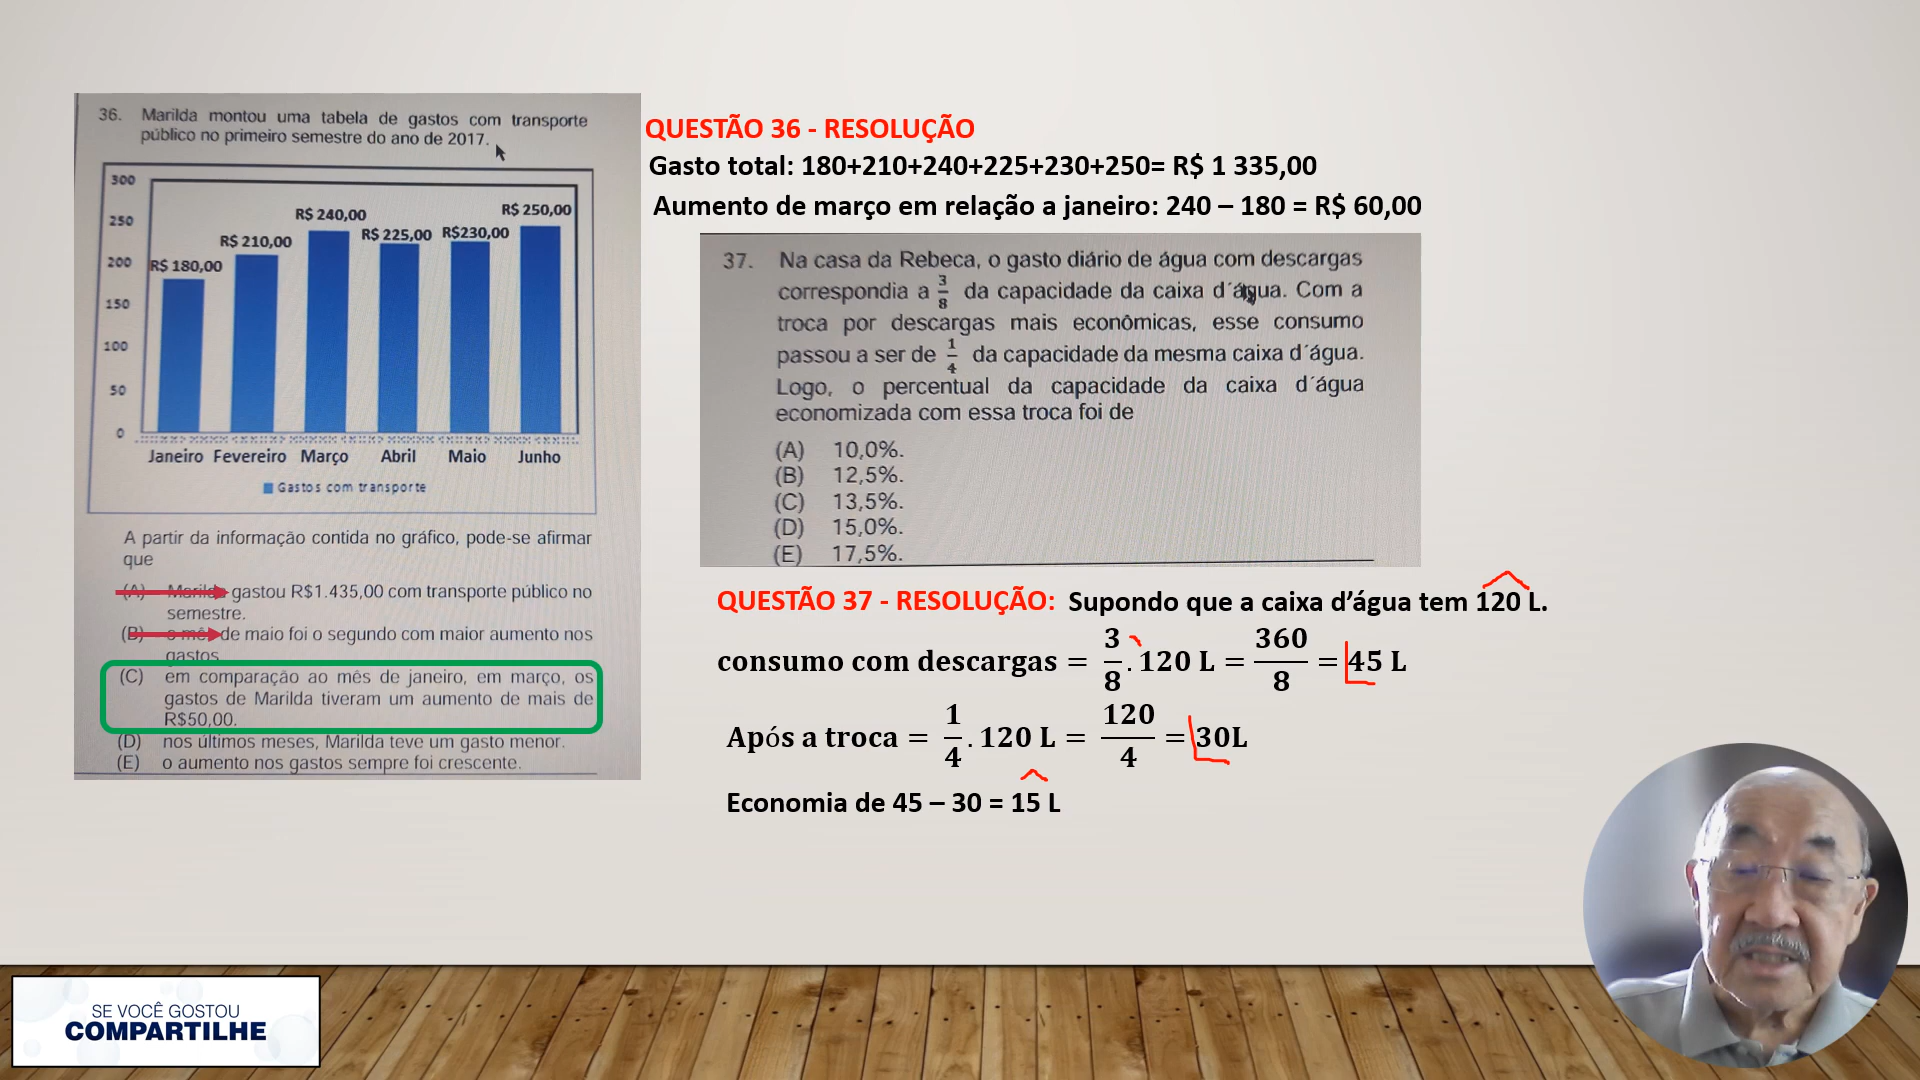 36. Marilda montou uma tabela de gastos com transporte
público no primeiro semestre do ano de 2017.
300
250
200
150
100
50
0
R$ 180,00
R$ 210,00
R$ 240,00
R$ 225,00
R$230,00
R$ 250,00
Janeiro Fevereiro Março Abril Maio Junho
Gastos com transporte
A partir da informação contida no gráfico, pode-se afirmar
que
(A) Marilda gastou R$1.435,00 com transporte público no
semestre.
(B) o mês de maio foi o segundo com maior aumento nos
gastos.
(C) em comparação ao mês de janeiro, em março, os
gastos de Marilda tiveram um aumento de mais de
R$50,00.
(D) nos últimos meses, Marilda teve um gasto menor.
(E) o aumento nos gastos sempre foi crescente.
QUESTÃO 36 - RESOLUÇÃO
Gasto total: 180+210+240+225+230+250= R$ 1 335,00
Aumento de março em relação a janeiro: 240 – 180 = R$ 60,00
37. Na casa da Rebeca, o gasto diário de água com descargas
correspondia a 3/8 da capacidade da caixa d´água. Com a
troca por descargas mais econômicas, esse consumo
passou a ser de 1/4 da capacidade da mesma caixa d´água.
Logo, o percentual da capacidade da caixa d´água
economizada com essa troca foi de
(A) 10,0%.
(B) 12,5%.
(C) 13,5%.
(D) 15,0%.
(E) 17,5%.
QUESTÃO 37 - RESOLUÇÃO: Supondo que a caixa d’água tem 120 L.
consumo com descargas = 3/8 . 120 L = 360/8 = 45 L
Após a troca = 1/4 . 120 L = 120/4 = 30L
Economia de 45 – 30 = 15 L
SE VOCÊ GOSTOU
COMPARTILHE